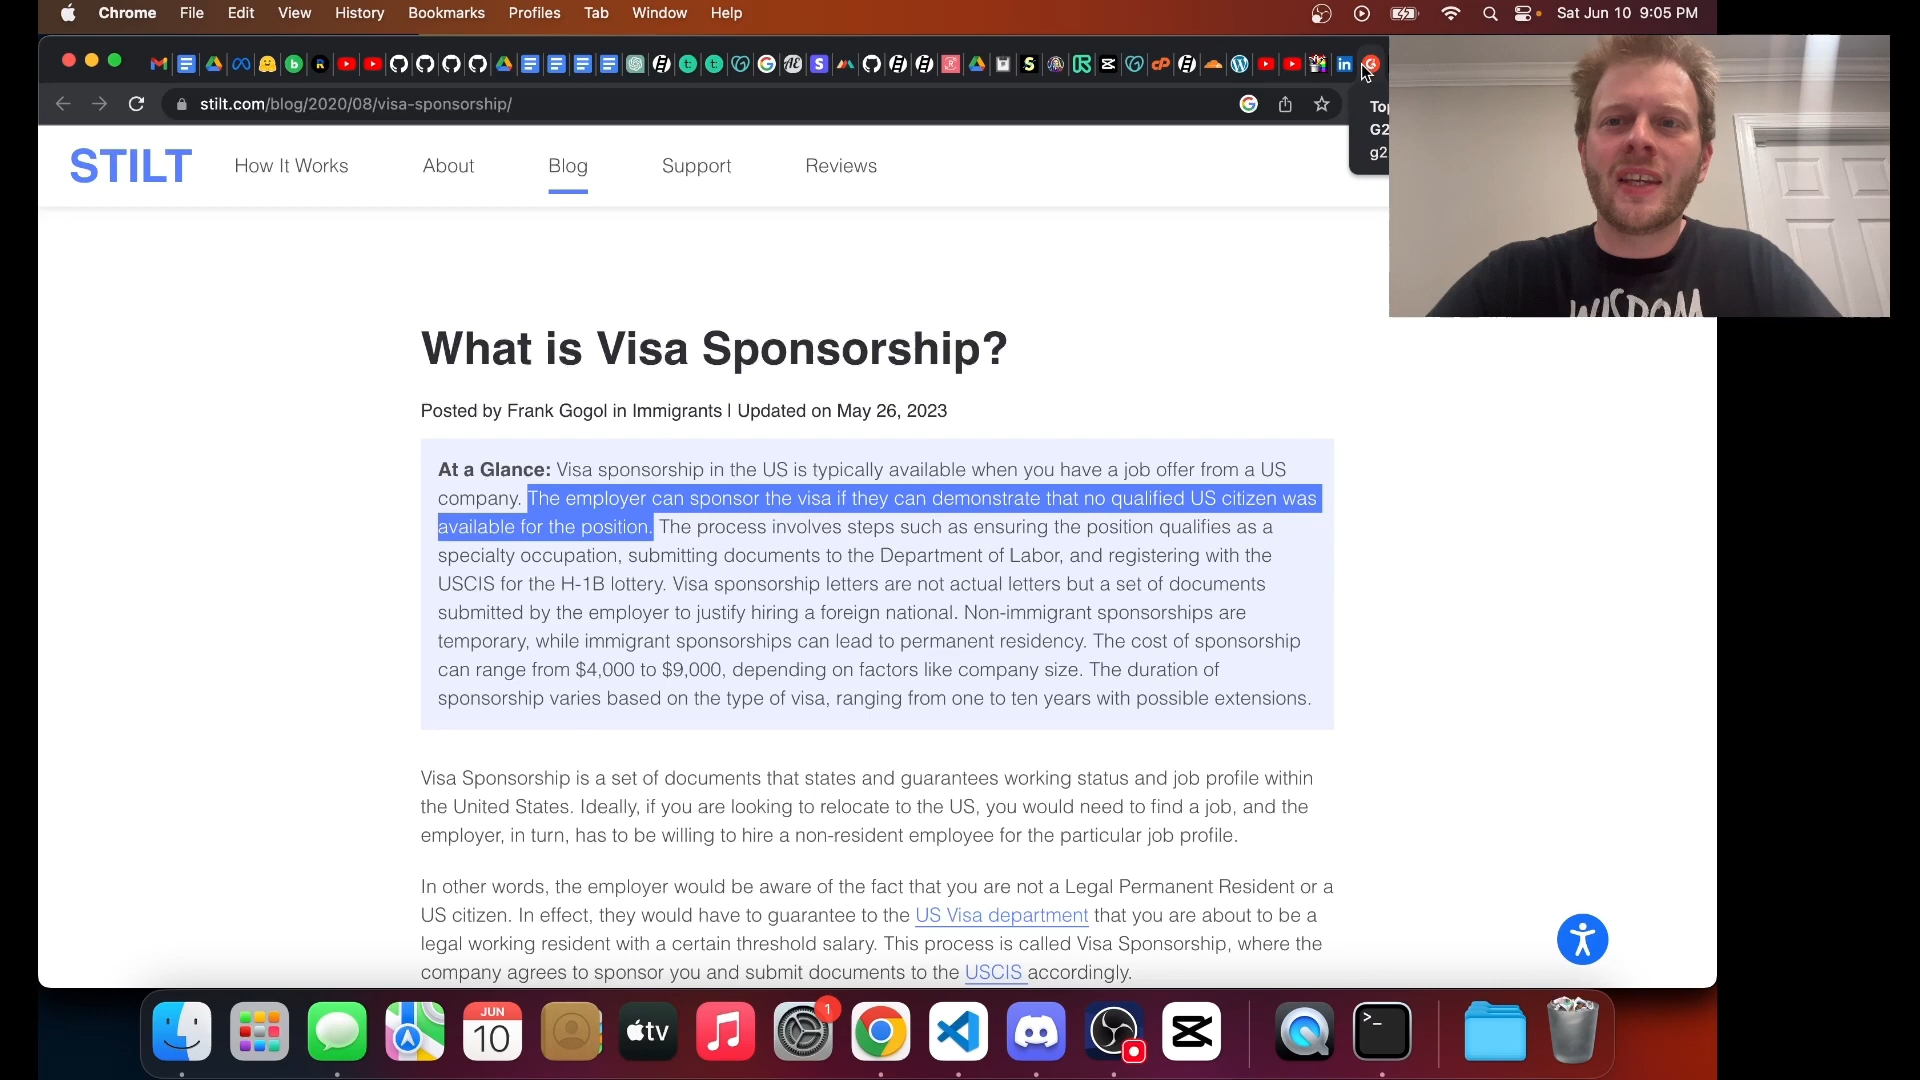 Chrome File Edit View History Bookmarks Profiles Tab Window Help
Sat Jun 10 9:05 PM
stilt.com/blog/2020/08/visa-sponsorship/
Top
G2
g2
STILT How It Works About Blog Support Reviews
WISDOM
What is Visa Sponsorship?
Posted by Frank Gogol in Immigrants | Updated on May 26, 2023
At a Glance: Visa sponsorship in the US is typically available when you have a job offer from a US
company. The employer can sponsor the visa if they can demonstrate that no qualified US citizen was
available for the position. The process involves steps such as ensuring the position qualifies as a
specialty occupation, submitting documents to the Department of Labor, and registering with the
USCIS for the H-1B lottery. Visa sponsorship letters are not actual letters but a set of documents
submitted by the employer to justify hiring a foreign national. Non-immigrant sponsorships are
temporary, while immigrant sponsorships can lead to permanent residency. The cost of sponsorship
can range from $4,000 to $9,000, depending on factors like company size. The duration of
sponsorship varies based on the type of visa, ranging from one to ten years with possible extensions.
Visa Sponsorship is a set of documents that states and guarantees working status and job profile within
the United States. Ideally, if you are looking to relocate to the US, you would need to find a job, and the
employer, in turn, has to be willing to hire a non-resident employee for the particular job profile.
In other words, the employer would be aware of the fact that you are not a Legal Permanent Resident or a
US citizen. In effect, they would have to guarantee to the US Visa department that you are about to be a
legal working resident with a certain threshold salary. This process is called Visa Sponsorship, where the
company agrees to sponsor you and submit documents to the USCIS accordingly.
JUN
10
tv
1
>_